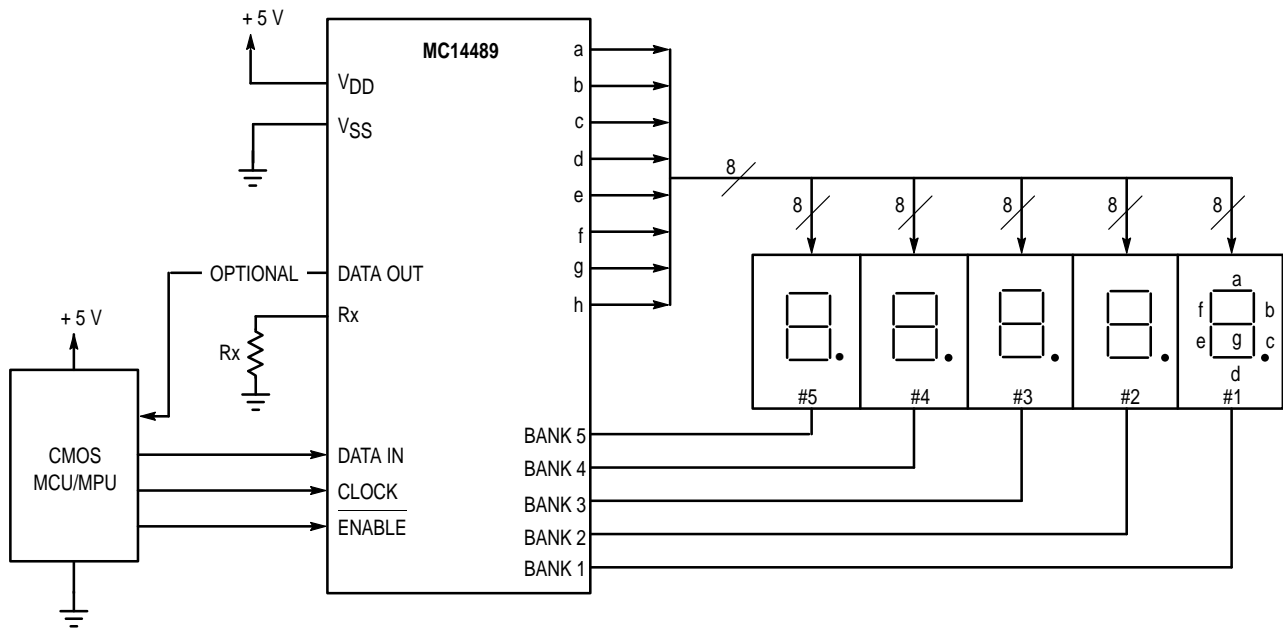 + 5 V
MC14489
VDD
VSS
a
b
c
d
e
f
g
h
8
8
8
8
8
8
OPTIONAL
DATA OUT
Rx
Rx
+ 5 V
CMOS
MCU/MPU
DATA IN
CLOCK
ENABLE
BANK 5
BANK 4
BANK 3
BANK 2
BANK 1
a
f
b
g
e
c
d
#5
#4
#3
#2
#1